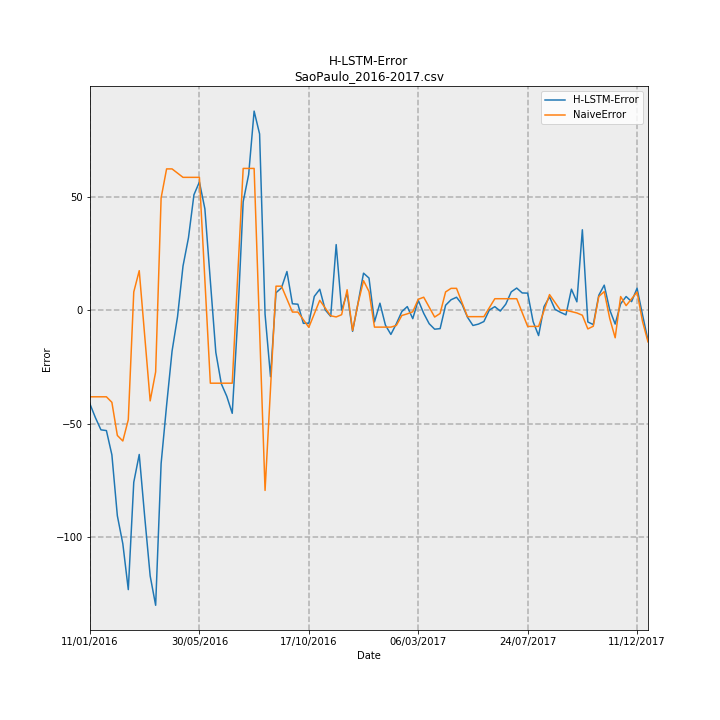 H-LSTM-Error
SaoPaulo_2016-2017.csv
H-LSTM-Error
NaiveError
50
0
−50
−100
Error
11/01/2016 30/05/2016 17/10/2016 06/03/2017 24/07/2017 11/12/2017
Date